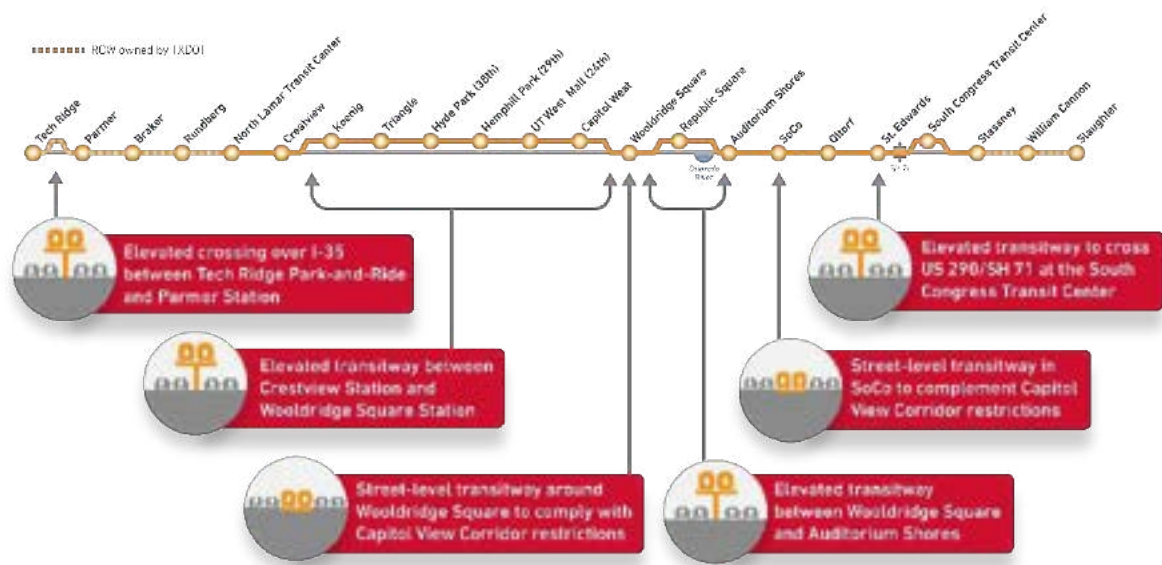 ROW owned by TXDOT
Tech Ridge
Parmer
Braker
Rundberg
North Lamar Transit Center
Crestview
Koenig
Triangle
Hyde Park (38th)
Hemphill Park (29th)
UT West Mall (24th)
Capitol West
Wooldridge Square
Republic Square
Auditorium Shores
SoCo
Oltorf
St. Edwards
South Congress Transit Center
Stassney
William Cannon
Slaughter
Colorado
River
SH 71
Elevated crossing over I-35
between Tech Ridge Park-and-Ride
and Parmer Station
Elevated transitway to cross
US 290/SH 71 at the South
Congress Transit Center
Elevated transitway between
Crestview Station and
Wooldridge Square Station
Street-level transitway in
SoCo to complement Capitol
View Corridor restrictions
Street-level transitway around
Wooldridge Square to comply with
Capitol View Corridor restrictions
Elevated transitway
between Wooldridge Square
and Auditorium Shores